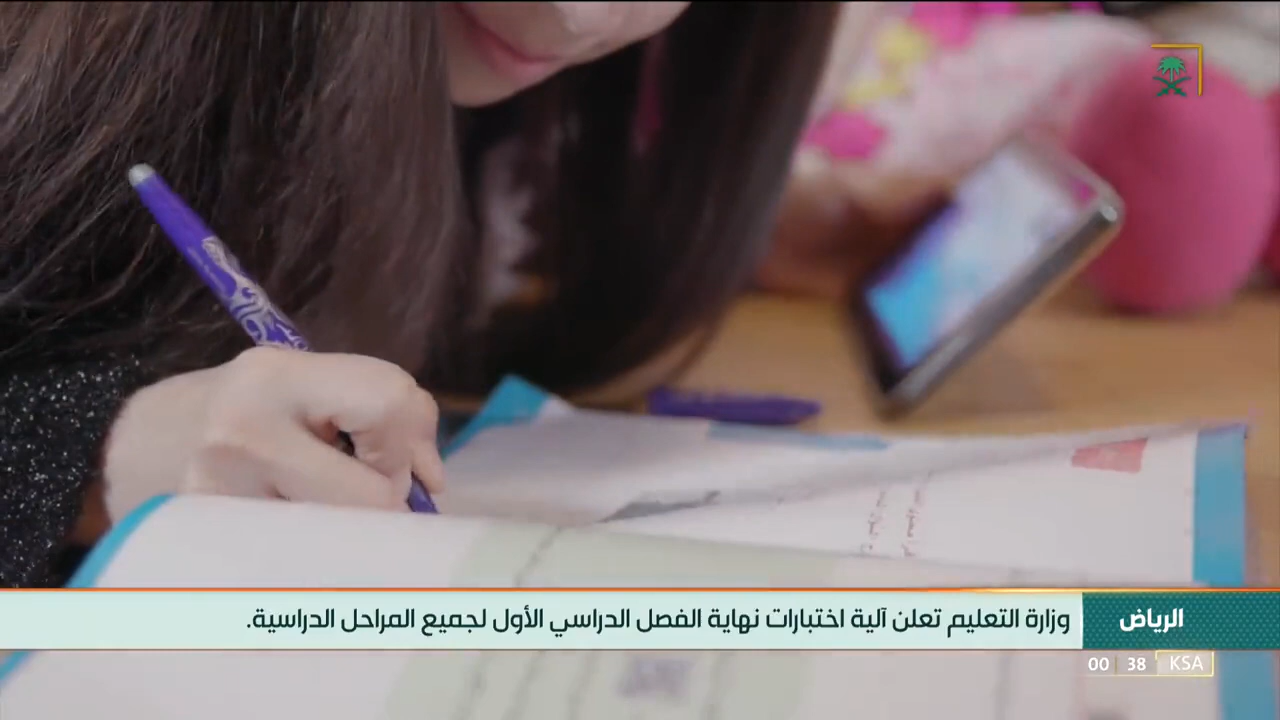 الرياض
وزارة التعليم تعلن آلية اختبارات نهاية الفصل الدراسي الأول لجميع المراحل الدراسية.
00 38 KSA